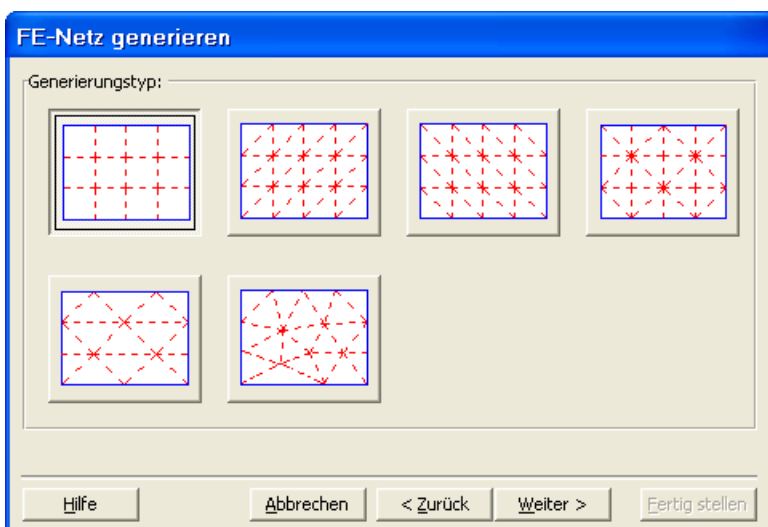 FE-Netz generieren
Generierungstyp:
Hilfe
Abbrechen
< Zurück
Weiter >
Fertig stellen